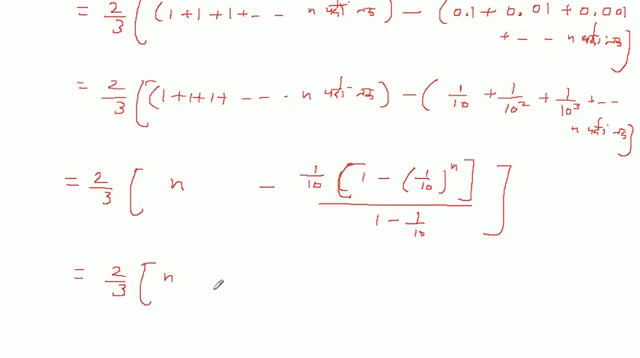 = 2/3 [(1+1+1+-- - n पदों तक) - (0.1 + 0.01 + 0.001
+ - - n पदों तक)]
= 2/3 [(1+1+1+ --- - n पदों तक) - (1/10 + 1/10² + 1/10³ + --
n पदों तक)]
= 2/3 [ n - 1/10 [1 - (1/10)ⁿ] / 1 - 1/10 ]
= 2/3 [ n